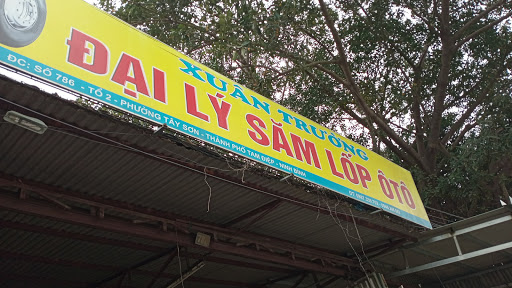 XUÂN TRƯỜNG
ĐẠI LÝ SĂM LỐP ÔTÔ
ĐC: SỐ 786 - TỔ 2 - PHƯỜNG TÂY SƠN - THÀNH PHỐ TAM ĐIỆP - NINH BÌNH